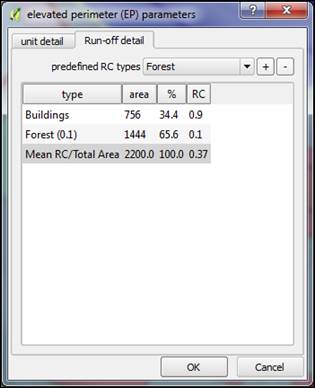 elevated perimeter (EP) parameters
unit detail Run-off detail
predefined RC types Forest + -
type area % RC
Buildings 756 34.4 0.9
Forest (0.1) 1444 65.6 0.1
Mean RC/Total Area 2200.0 100.0 0.37
OK Cancel